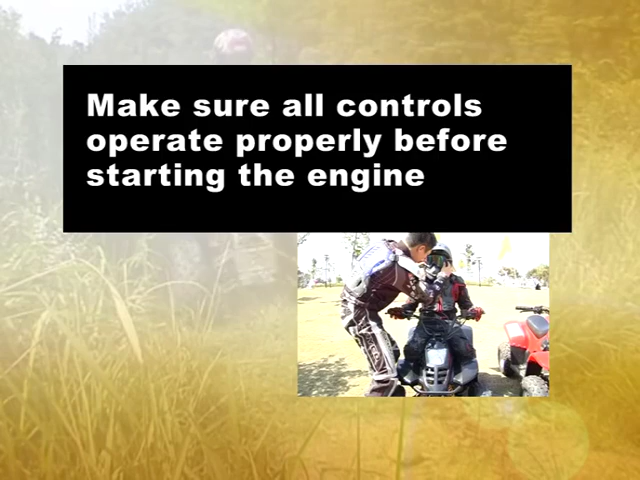 Make sure all controls
operate properly before
starting the engine